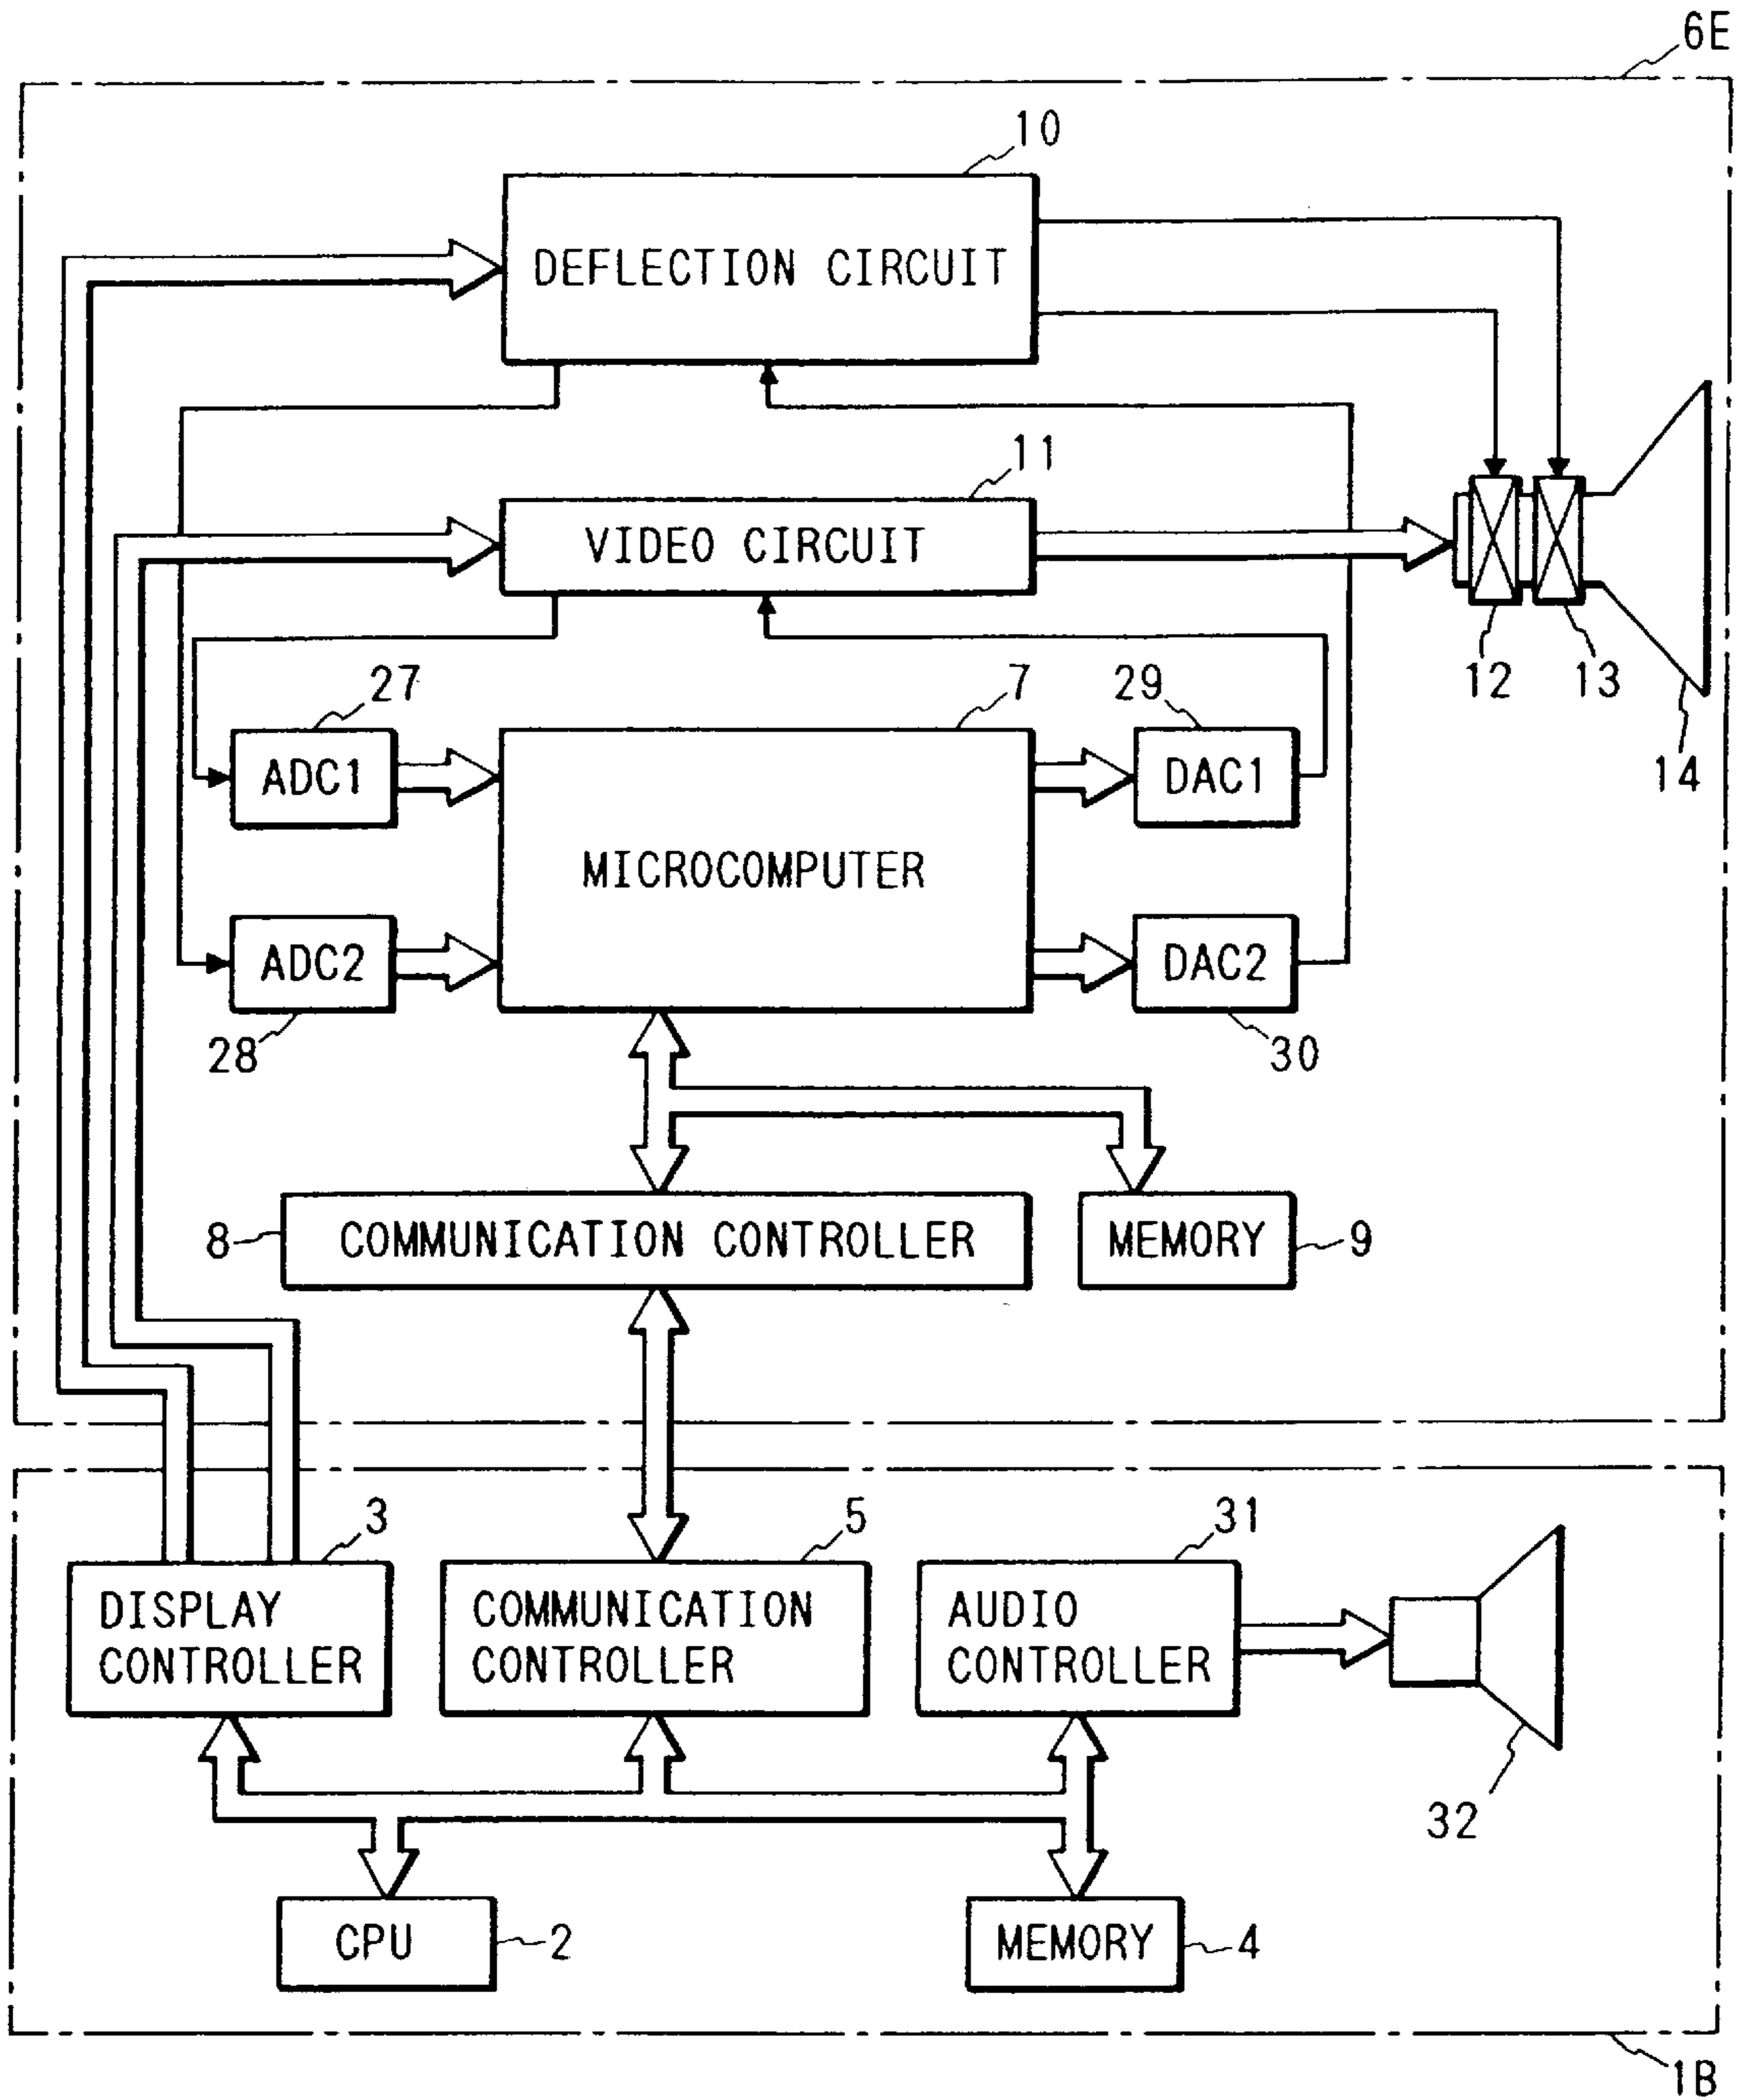 6E
10
DEFLECTION CIRCUIT
11
VIDEO CIRCUIT
12
13
14
27
7
29
ADC1
DAC1
MICROCOMPUTER
ADC2
DAC2
28
30
8
COMMUNICATION CONTROLLER
MEMORY
9
3
5
31
DISPLAY
CONTROLLER
COMMUNICATION
CONTROLLER
AUDIO
CONTROLLER
32
CPU
2
MEMORY
4
1B